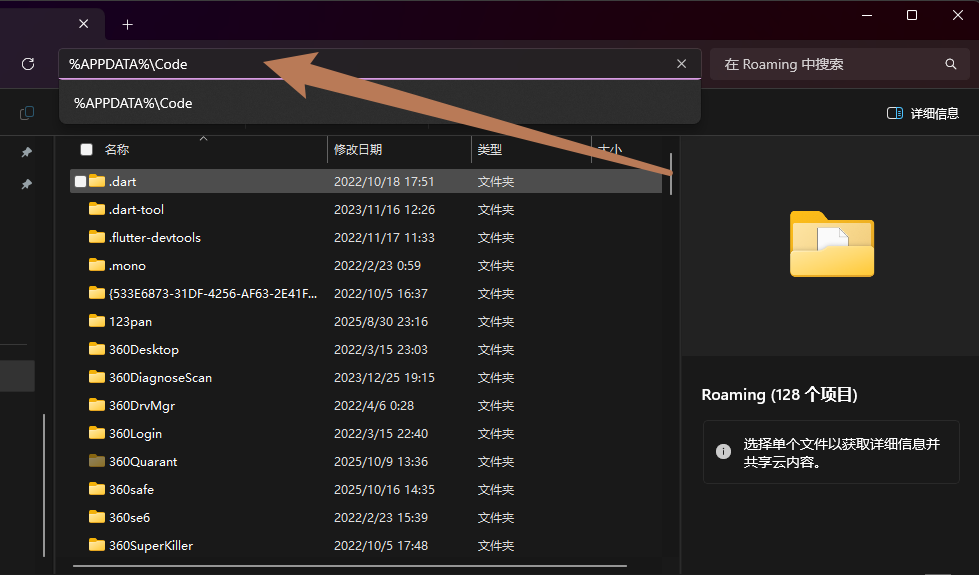 %APPDATA%\Code
在 Roaming 中搜索
%APPDATA%\Code
详细信息
名称 修改日期 类型 大小
.dart 2022/10/18 17:51 文件夹
.dart-tool 2023/11/16 12:26 文件夹
.flutter-devtools 2022/11/17 11:33 文件夹
.mono 2022/2/23 0:59 文件夹
{533E6873-31DF-4256-AF63-2E41F... 2022/10/5 16:37 文件夹
123pan 2025/8/30 23:16 文件夹
360Desktop 2022/3/15 23:03 文件夹
360DiagnoseScan 2023/12/25 19:15 文件夹
360DrvMgr 2022/4/6 0:28 文件夹
360Login 2022/3/15 22:40 文件夹
360Quarant 2025/10/9 13:36 文件夹
360safe 2025/10/16 14:35 文件夹
360se6 2022/2/23 15:39 文件夹
360SuperKiller 2022/10/5 17:48 文件夹
Roaming (128 个项目)
选择单个文件以获取详细信息并
共享云内容。